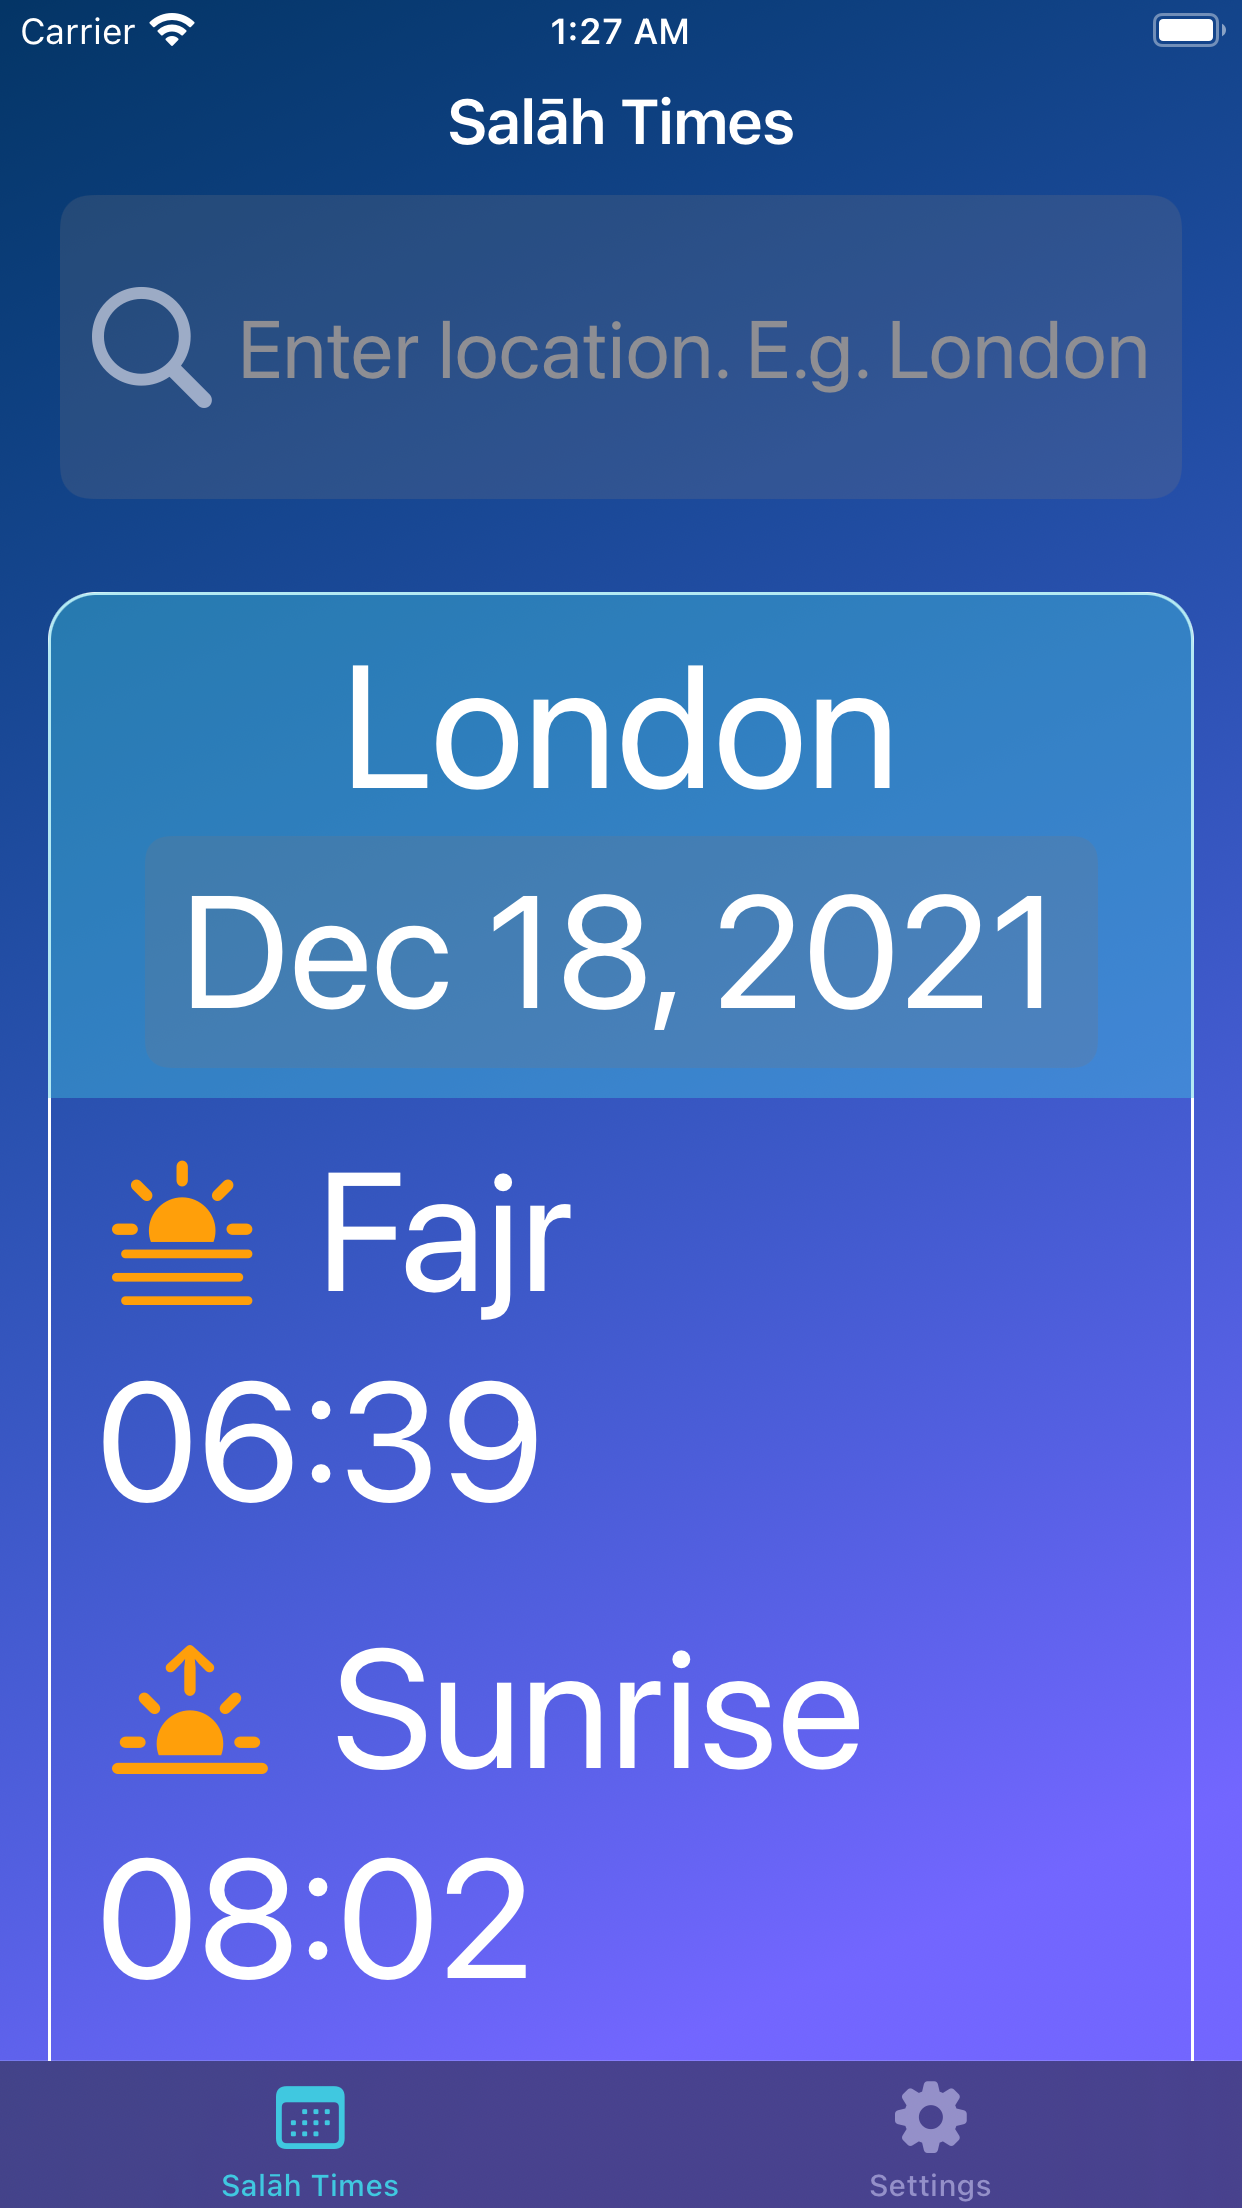 Carrier
1:27 AM
Salāh Times
Enter location. E.g. London
London
Dec 18, 2021
Fajr
06:39
Sunrise
08:02
Salāh Times
Settings